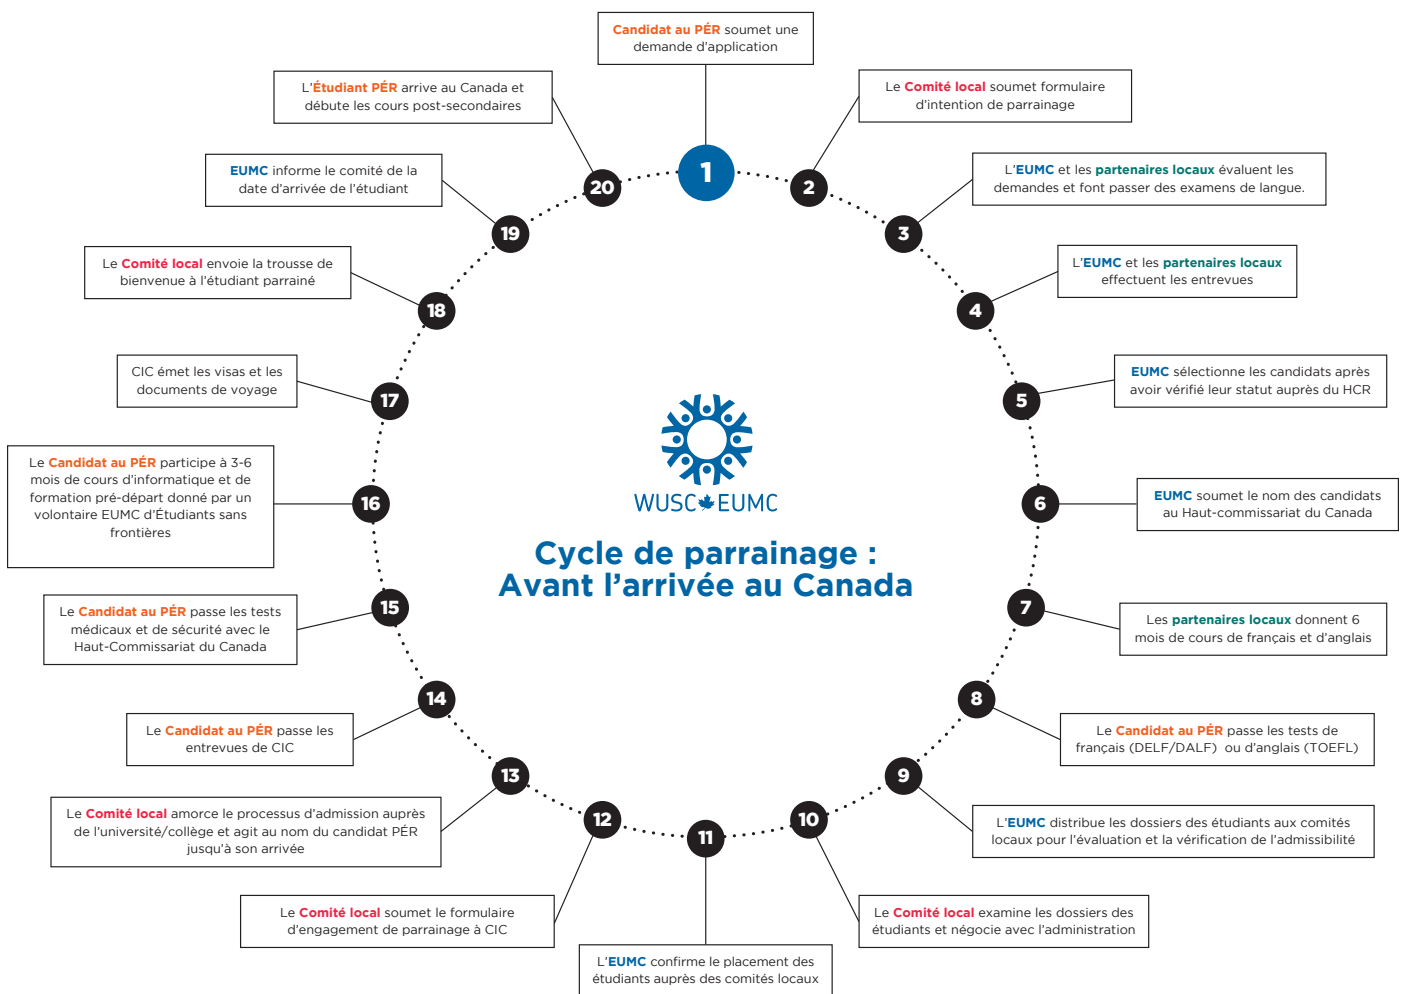 Candidat au PÉR soumet une
demande d'application
1
Le Comité local soumet formulaire
d'intention de parrainage
2
L'EUMC et les partenaires locaux évaluent les
demandes et font passer des examens de langue.
3
L'EUMC et les partenaires locaux
effectuent les entrevues
4
EUMC sélectionne les candidats après
avoir vérifié leur statut auprès du HCR
5
EUMC soumet le nom des candidats
au Haut-commissariat du Canada
6
Les partenaires locaux donnent 6
mois de cours de français et d'anglais
7
Le Candidat au PÉR passe les tests de
français (DELF/DALF) ou d'anglais (TOEFL)
8
L'EUMC distribue les dossiers des étudiants aux comités
locaux pour l'évaluation et la vérification de l'admissibilité
9
Le Comité local examine les dossiers des
étudiants et négocie avec l'administration
10
L'EUMC confirme le placement des
étudiants auprès des comités locaux
11
Le Comité local soumet le formulaire
d'engagement de parrainage à CIC
12
Le Comité local amorce le processus d'admission auprès
de l'université/collège et agit au nom du candidat PÉR
jusqu'à son arrivée
13
Le Candidat au PÉR passe les
entrevues de CIC
14
Le Candidat au PÉR passe les tests
médicaux et de sécurité avec le
Haut-Commissariat du Canada
15
Le Candidat au PÉR participe à 3-6
mois de cours d'informatique et de
formation pré-départ donné par un
volontaire EUMC d'Étudiants sans
frontières
16
CIC émet les visas et les
documents de voyage
17
Le Comité local envoie la trousse de
bienvenue à l'étudiant parrainé
18
EUMC informe le comité de la
date d'arrivée de l'étudiant
19
L'Étudiant PÉR arrive au Canada et
débute les cours post-secondaires
20
WUSC EUMC
Cycle de parrainage :
Avant l'arrivée au Canada